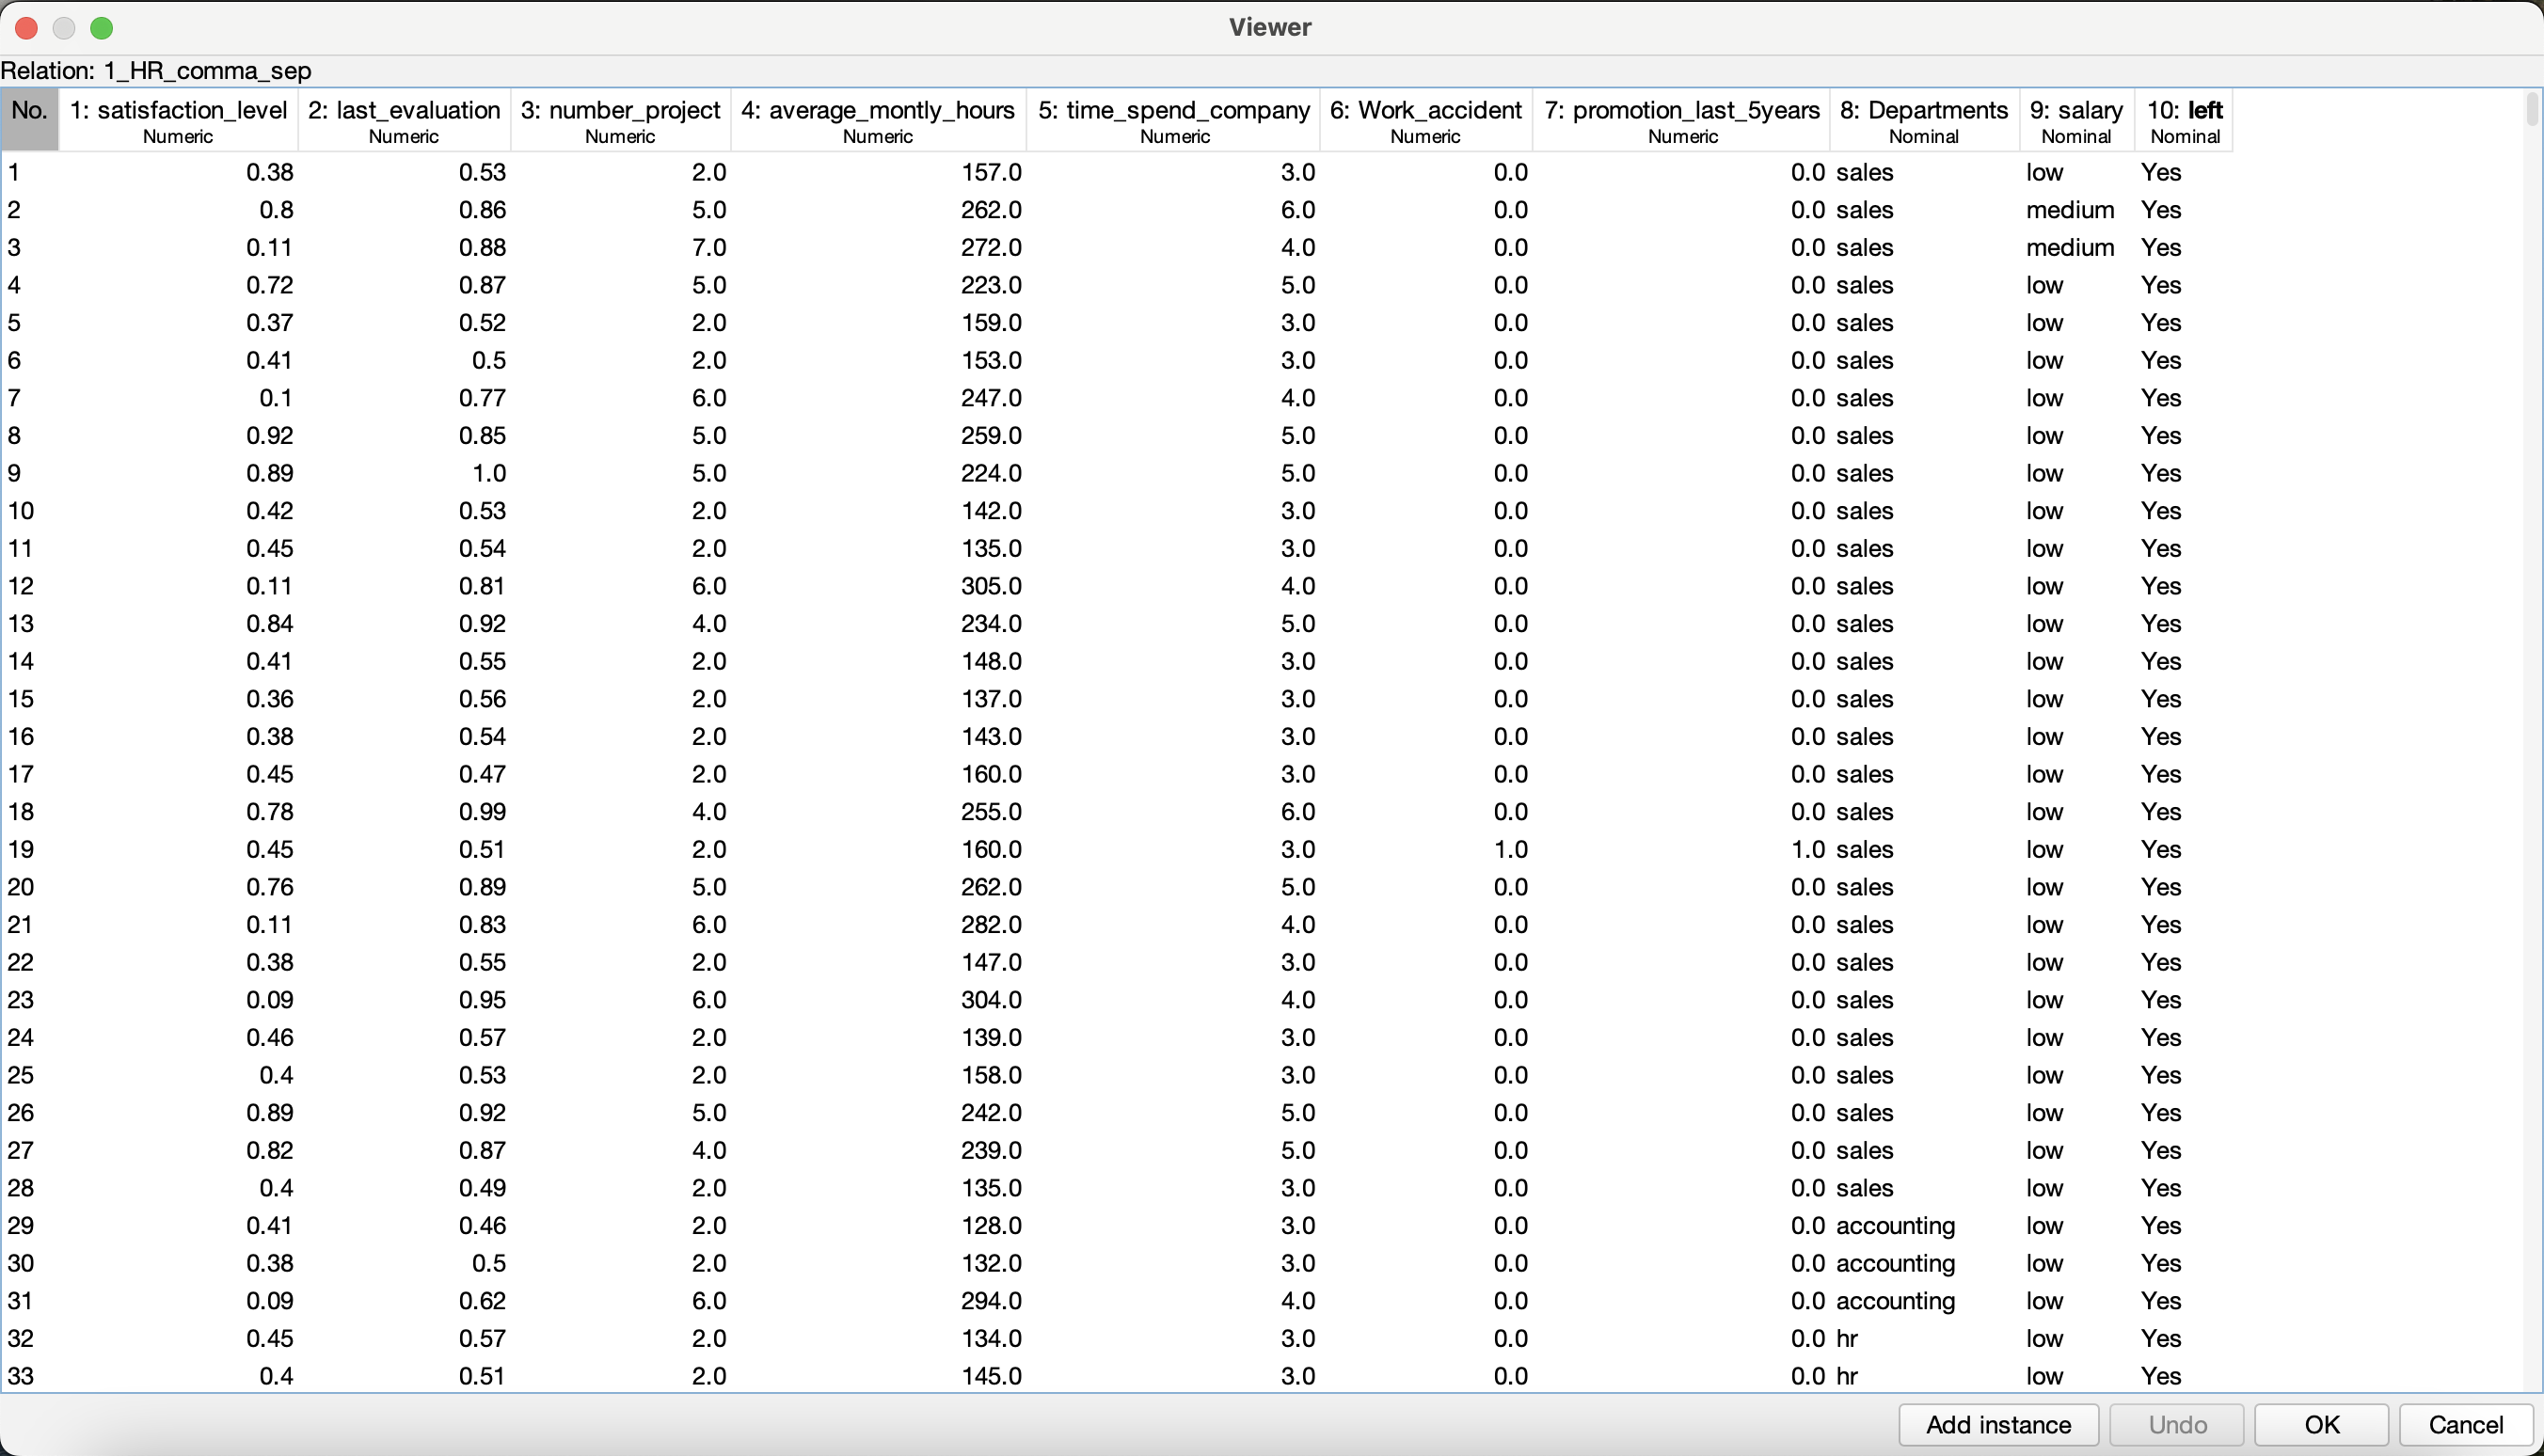 Viewer
Relation: 1_HR_comma_sep
No. 1: satisfaction_level 2: last_evaluation 3: number_project 4: average_montly_hours 5: time_spend_company 6: Work_accident 7: promotion_last_5years 8: Departments 9: salary 10: left
Numeric Numeric Numeric Numeric Numeric Numeric Numeric Nominal Nominal Nominal
1 0.38 0.53 2.0 157.0 3.0 0.0 0.0 sales low Yes
2 0.8 0.86 5.0 262.0 6.0 0.0 0.0 sales medium Yes
3 0.11 0.88 7.0 272.0 4.0 0.0 0.0 sales medium Yes
4 0.72 0.87 5.0 223.0 5.0 0.0 0.0 sales low Yes
5 0.37 0.52 2.0 159.0 3.0 0.0 0.0 sales low Yes
6 0.41 0.5 2.0 153.0 3.0 0.0 0.0 sales low Yes
7 0.1 0.77 6.0 247.0 4.0 0.0 0.0 sales low Yes
8 0.92 0.85 5.0 259.0 5.0 0.0 0.0 sales low Yes
9 0.89 1.0 5.0 224.0 5.0 0.0 0.0 sales low Yes
10 0.42 0.53 2.0 142.0 3.0 0.0 0.0 sales low Yes
11 0.45 0.54 2.0 135.0 3.0 0.0 0.0 sales low Yes
12 0.11 0.81 6.0 305.0 4.0 0.0 0.0 sales low Yes
13 0.84 0.92 4.0 234.0 5.0 0.0 0.0 sales low Yes
14 0.41 0.55 2.0 148.0 3.0 0.0 0.0 sales low Yes
15 0.36 0.56 2.0 137.0 3.0 0.0 0.0 sales low Yes
16 0.38 0.54 2.0 143.0 3.0 0.0 0.0 sales low Yes
17 0.45 0.47 2.0 160.0 3.0 0.0 0.0 sales low Yes
18 0.78 0.99 4.0 255.0 6.0 0.0 0.0 sales low Yes
19 0.45 0.51 2.0 160.0 3.0 1.0 1.0 sales low Yes
20 0.76 0.89 5.0 262.0 5.0 0.0 0.0 sales low Yes
21 0.11 0.83 6.0 282.0 4.0 0.0 0.0 sales low Yes
22 0.38 0.55 2.0 147.0 3.0 0.0 0.0 sales low Yes
23 0.09 0.95 6.0 304.0 4.0 0.0 0.0 sales low Yes
24 0.46 0.57 2.0 139.0 3.0 0.0 0.0 sales low Yes
25 0.4 0.53 2.0 158.0 3.0 0.0 0.0 sales low Yes
26 0.89 0.92 5.0 242.0 5.0 0.0 0.0 sales low Yes
27 0.82 0.87 4.0 239.0 5.0 0.0 0.0 sales low Yes
28 0.4 0.49 2.0 135.0 3.0 0.0 0.0 sales low Yes
29 0.41 0.46 2.0 128.0 3.0 0.0 0.0 accounting low Yes
30 0.38 0.5 2.0 132.0 3.0 0.0 0.0 accounting low Yes
31 0.09 0.62 6.0 294.0 4.0 0.0 0.0 accounting low Yes
32 0.45 0.57 2.0 134.0 3.0 0.0 0.0 hr low Yes
33 0.4 0.51 2.0 145.0 3.0 0.0 0.0 hr low Yes
Add instance Undo OK Cancel